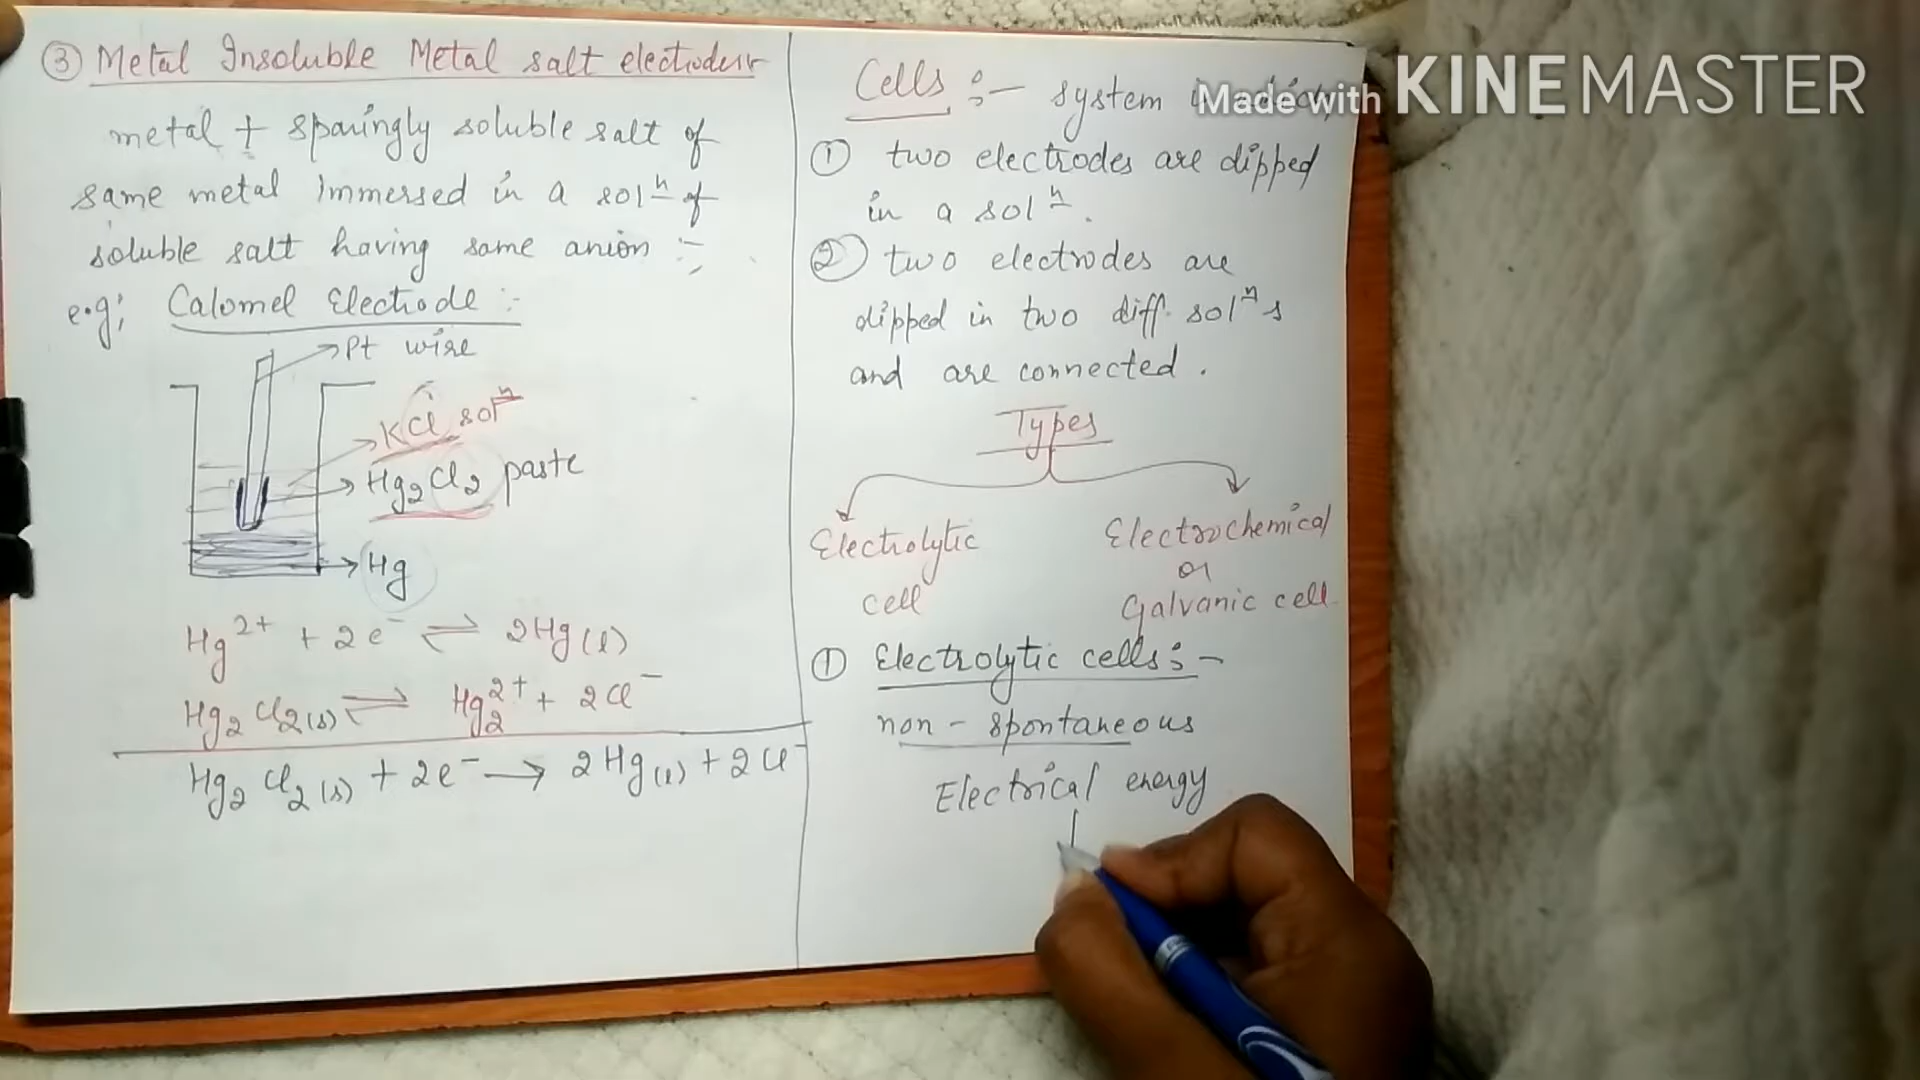 ③ Metal Insoluble Metal salt electrode:-
metal + sparingly soluble salt of
same metal immersed in a solⁿ of
soluble salt having same anion :-
e.g; Calomel Electrode :-
Pt wire
KCl solⁿ
Hg₂Cl₂ paste
Hg
Hg²⁺ + 2e⁻ ⇌ 2Hg(l)
Hg₂Cl₂(s) ⇌ Hg₂²⁺ + 2Cl⁻
Hg₂Cl₂(s) + 2e⁻ → 2Hg(l) + 2Cl⁻
Cells :- system
Made with KINEMASTER
① two electrodes are dipped
in a solⁿ.
② two electrodes are
dipped in two diff. solⁿs
and are connected.
Types
Electrolytic
cell
Electrochemical
or
Galvanic cell
① Electrolytic cells :-
non-spontaneous
Electrical energy